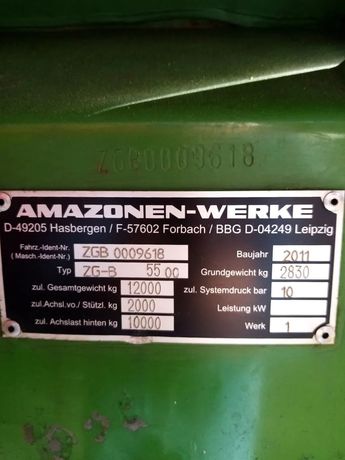 ZGB0009618
AMAZONEN-WERKE
D-49205 Hasbergen / F-57602 Forbach / BBG D-04249 Leipzig
Fahrz.-Ident-Nr.
( Masch.-Ident-Nr. ) ZGB 0009618 Baujahr 2011
Typ ZG-B 55 00 Grundgewicht kg 2830
zul. Gesamtgewicht kg 12000 zul. Systemdruck bar 10
zul.Achsl.vo./ Stützl. kg 2000 Leistung kW
zul. Achslast hinten kg 10000 Werk 1